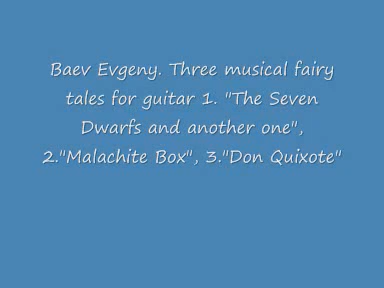 Baev Evgeny. Three musical fairy
tales for guitar 1. "The Seven
Dwarfs and another one",
2."Malachite Box", 3."Don Quixote"